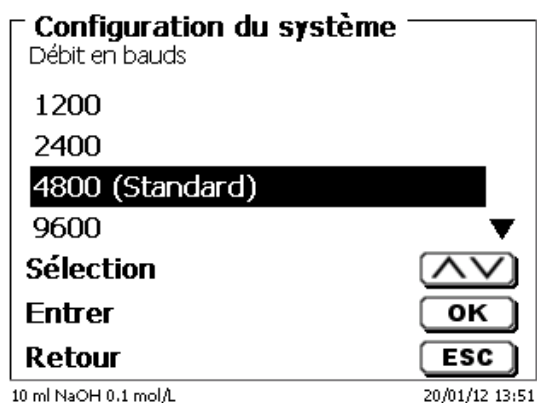 Configuration du système
Débit en bauds
1200
2400
4800 (Standard)
9600
Sélection
Entrer OK
Retour ESC
10 ml NaOH 0.1 mol/L 20/01/12 13:51